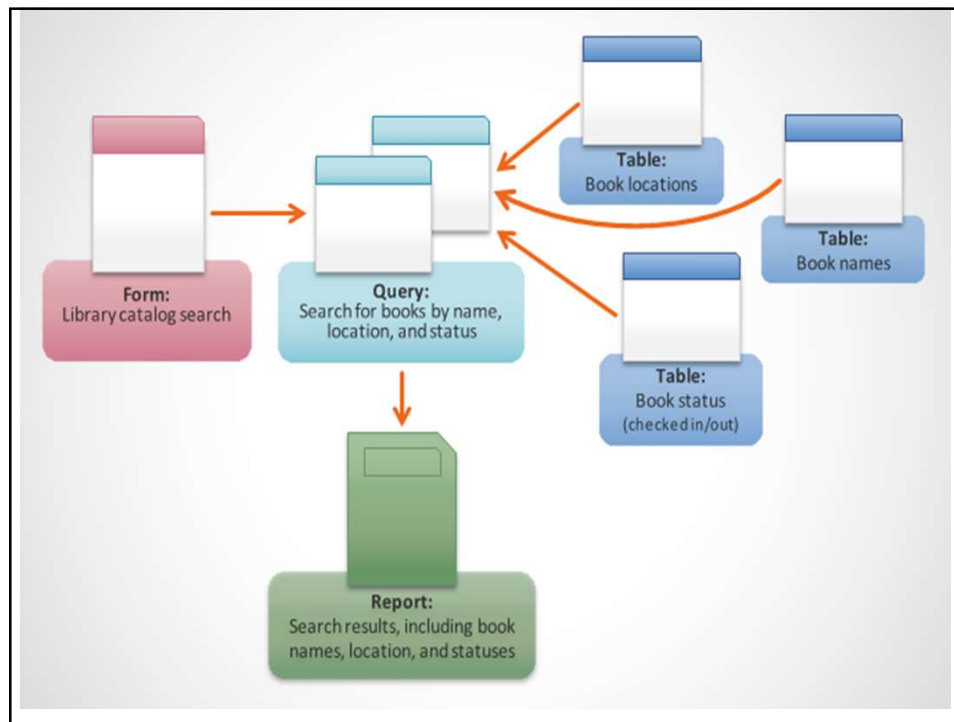 Table:
Book locations
Table:
Book names
Form:
Library catalog search
Query:
Search for books by name,
location, and status
Table:
Book status
(checked in/out)
Report:
Search results, including book
names, location, and statuses